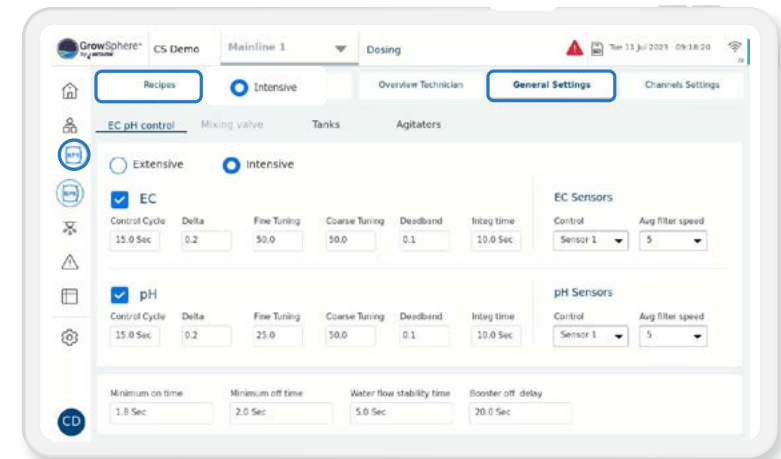 GrowSphere™ CS Demo Mainline 1 Dosing Tue 11 Jul 2023 09:18:20
Recipes Intensive Overview Technician General Settings Channels Settings
EC pH control Mixing valve Tanks Agitators
Extensive Intensive
EC EC Sensors
Control Cycle Delta Fine Tuning Coarse Tuning Deadband Integ time Control Avg filter speed
15.0 Sec 0.2 50.0 50.0 0.1 10.0 Sec Sensor 1 5
pH pH Sensors
Control Cycle Delta Fine Tuning Coarse Tuning Deadband Integ time Control Avg filter speed
15.0 Sec 0.2 25.0 50.0 0.1 10.0 Sec Sensor 1 5
Minimum on time Minimum off time Water flow stability time Booster off delay
1.8 Sec 2.0 Sec 5.0 Sec 20.0 Sec
CD